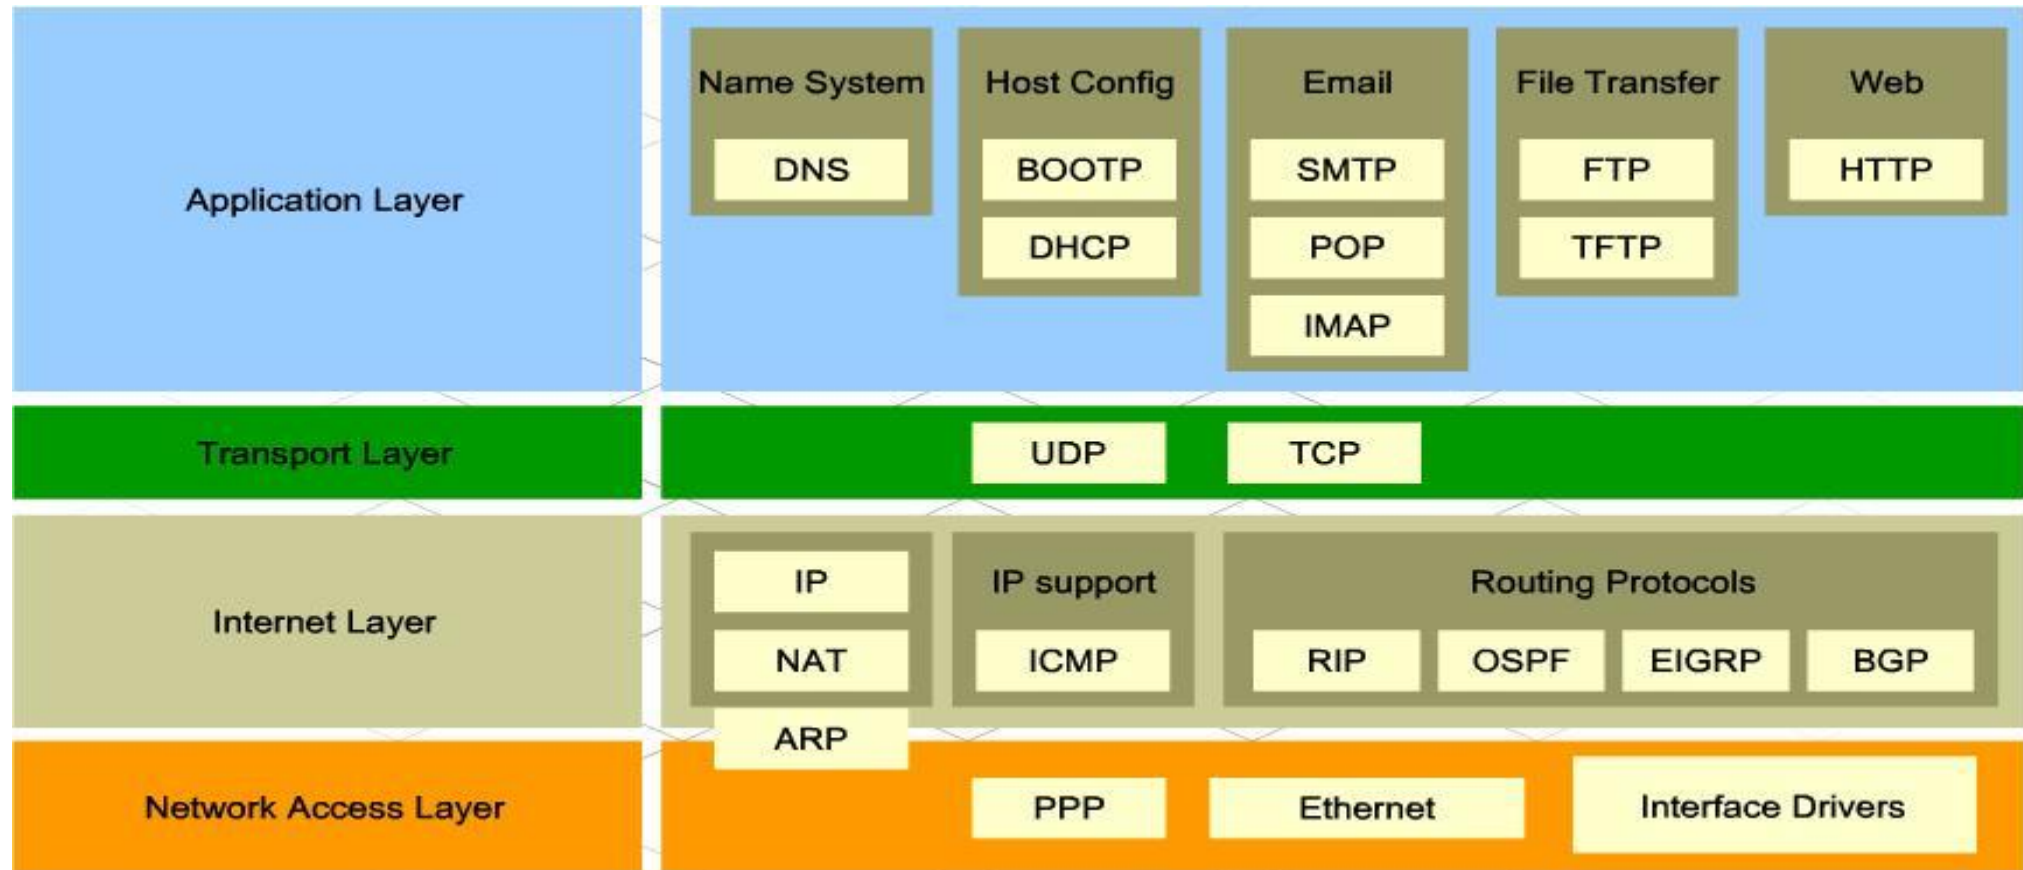 Application Layer
Name System
DNS
Host Config
BOOTP
DHCP
Email
SMTP
POP
IMAP
File Transfer
FTP
TFTP
Web
HTTP
Transport Layer
UDP
TCP
Internet Layer
IP
NAT
ARP
IP support
ICMP
Routing Protocols
RIP
OSPF
EIGRP
BGP
Network Access Layer
PPP
Ethernet
Interface Drivers